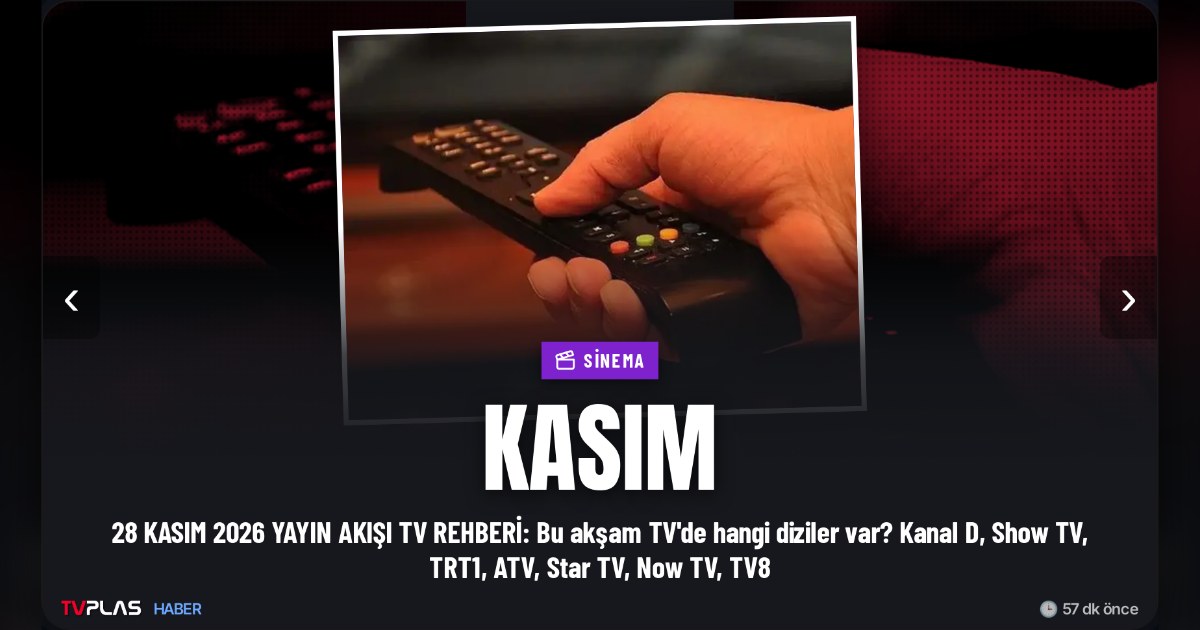 SİNEMA
KASIM
28 KASIM 2026 YAYIN AKIŞI TV REHBERİ: Bu akşam TV'de hangi diziler var? Kanal D, Show TV,
TRT1, ATV, Star TV, Now TV, TV8
TVPLAS HABER
57 dk önce